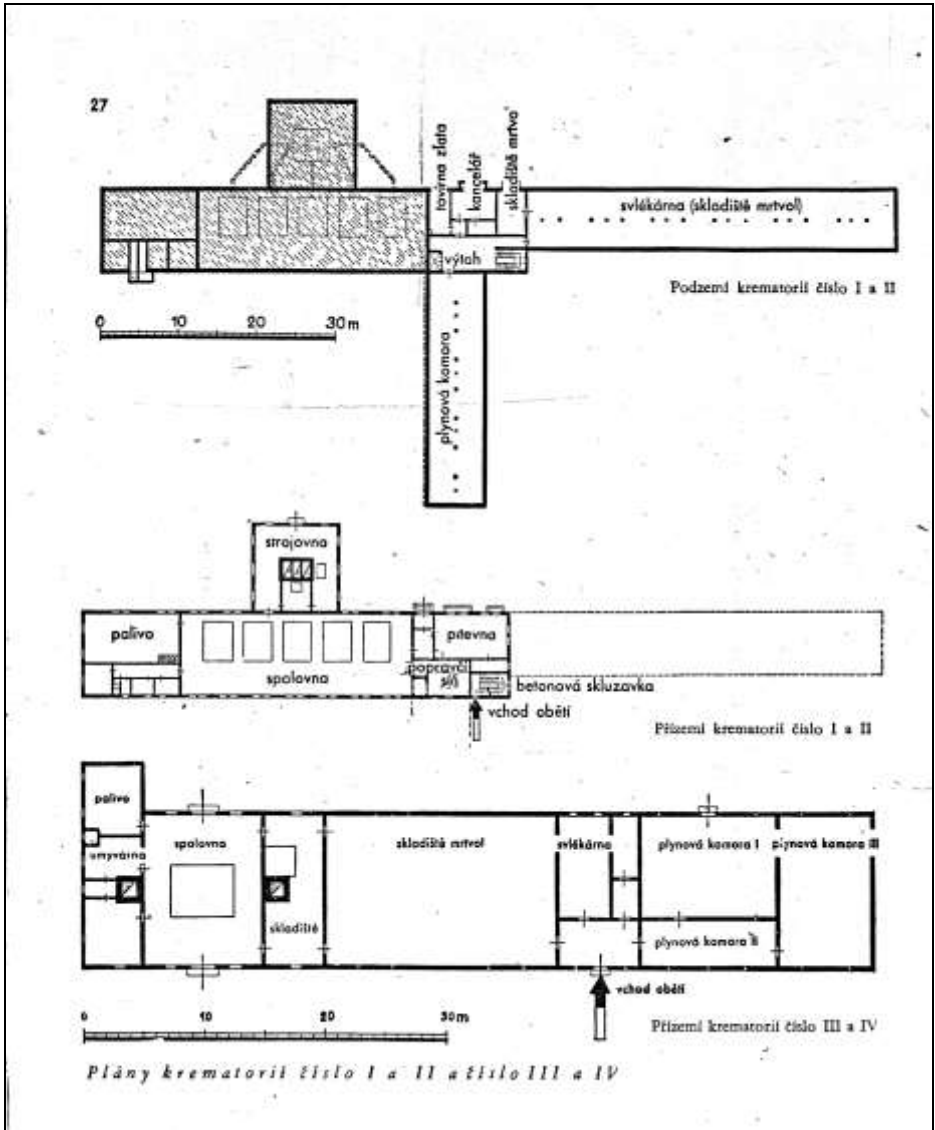 27
tavírna zlata
kancelář
skladiště mrtvol
svlékárna (skladiště mrtvol)
výtah
plynová komora
Podzemí krematorií číslo I a II
0 10 20 30 m
strojovna
palivo
spalovna
pitevna
popravčí
síň
betonová skluzavka
vchod obětí
Přízemí krematorií číslo I a II
palivo
umývárna
spalovna
skladiště
skladiště mrtvol
svlékárna
plynová komora I
plynová komora II
plynová komora III
vchod obětí
0 10 20 30 m
Přízemí krematorií číslo III a IV
Plány krematorií číslo I a II a číslo III a IV